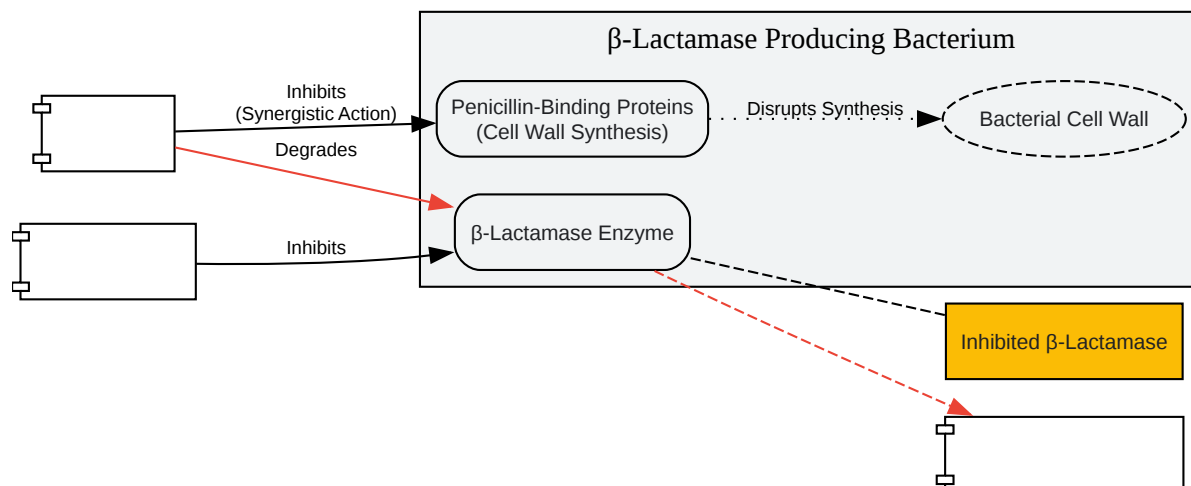 β-Lactamase Producing Bacterium
Inhibits
(Synergistic Action)
Penicillin-Binding Proteins
(Cell Wall Synthesis)
Disrupts Synthesis
Bacterial Cell Wall
Degrades
β-Lactamase Enzyme
Inhibits
Inhibited β-Lactamase